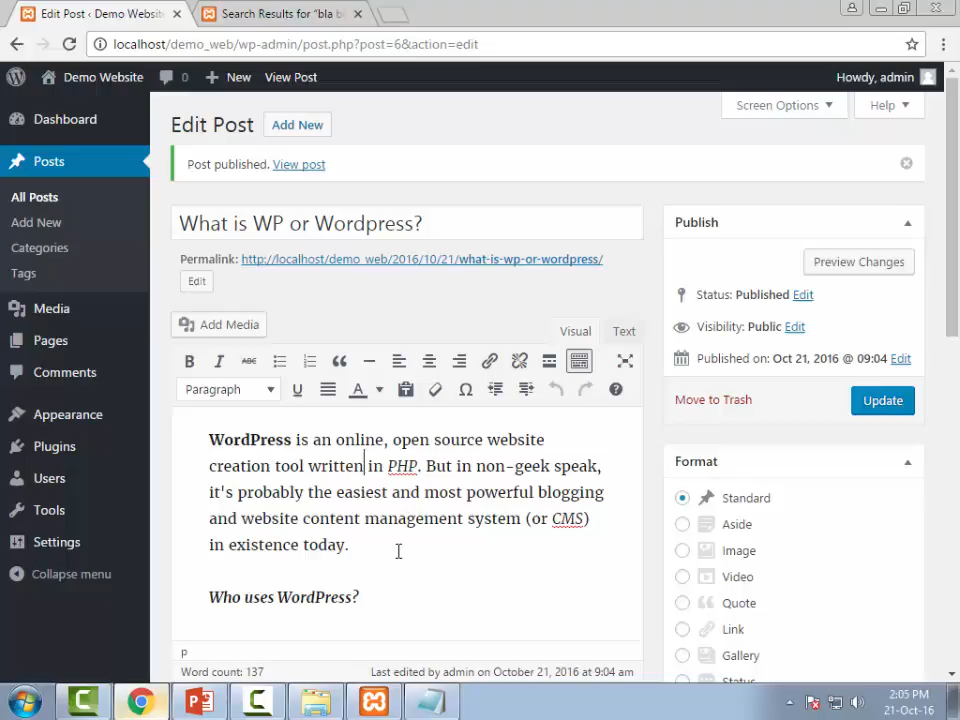 Edit Post ‹ Demo Websit
Search Results for "bla bl
localhost/demo_web/wp-admin/post.php?post=6&action=edit
Demo Website
0
New
View Post
Howdy, admin
Dashboard
Posts
All Posts
Add New
Categories
Tags
Media
Pages
Comments
Appearance
Plugins
Users
Tools
Settings
Collapse menu
Screen Options
Help
Edit Post
Add New
Post published. View post
What is WP or Wordpress?
Permalink: http://localhost/demo_web/2016/10/21/what-is-wp-or-wordpress/
Edit
Add Media
Visual
Text
B I ABC
Paragraph
U A Ω
WordPress is an online, open source website
creation tool written in PHP. But in non-geek speak,
it's probably the easiest and most powerful blogging
and website content management system (or CMS)
in existence today.
Who uses WordPress?
p
Word count: 137
Last edited by admin on October 21, 2016 at 9:04 am
Publish
Preview Changes
Status: Published Edit
Visibility: Public Edit
Published on: Oct 21, 2016 @ 09:04 Edit
Move to Trash
Update
Format
Standard
Aside
Image
Video
Quote
Link
Gallery
Status
2:05 PM
21-Oct-16